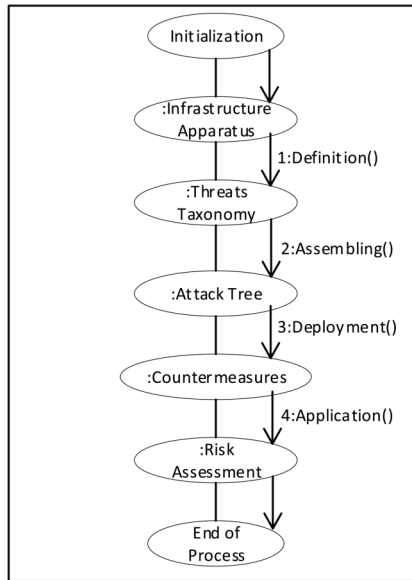 Initialization
:Infrastructure
Apparatus
1:Definition()
:Threats
Taxonomy
2:Assembling()
:Attack Tree
3:Deployment()
:Countermeasures
4:Application()
:Risk
Assessment
End of
Process